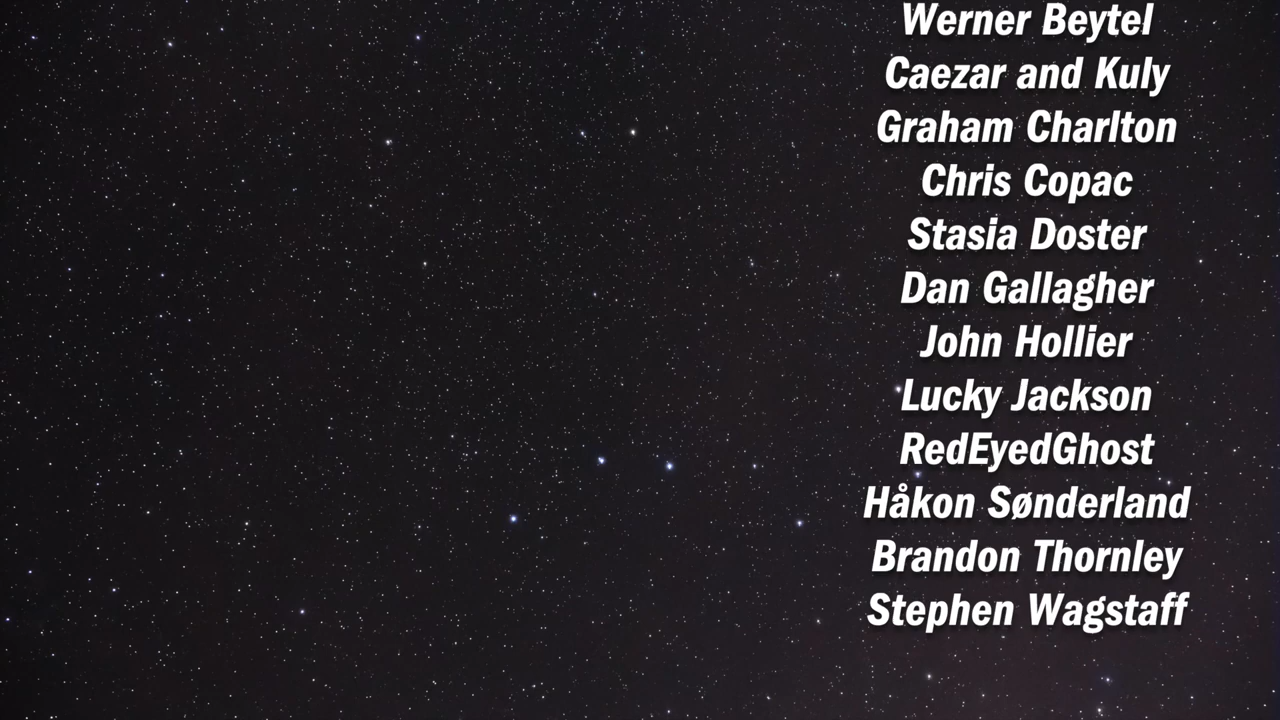 Werner Beytel
Caezar and Kuly
Graham Charlton
Chris Copac
Stasia Doster
Dan Gallagher
John Hollier
Lucky Jackson
RedEyedGhost
Håkon Sønderland
Brandon Thornley
Stephen Wagstaff